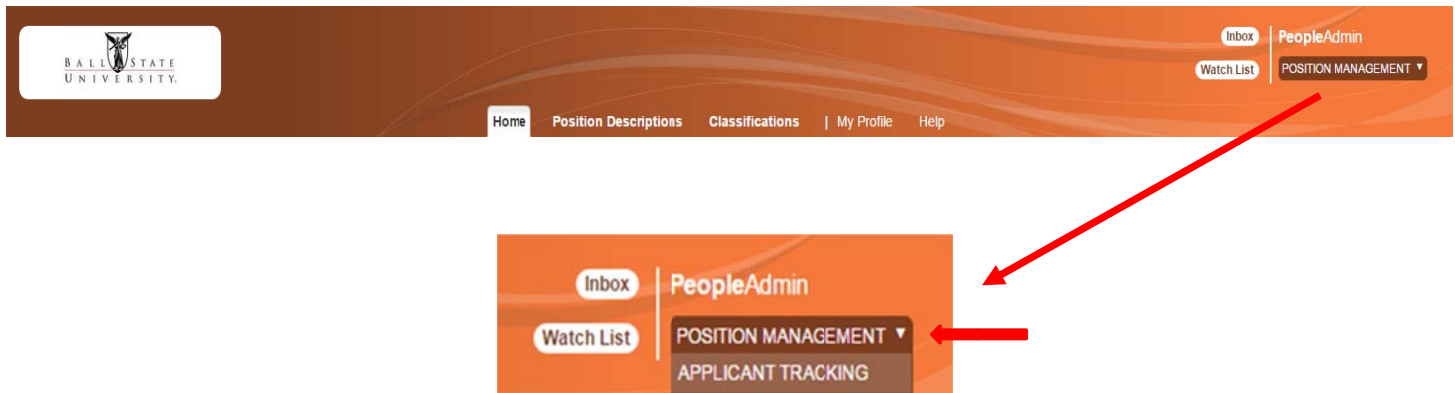 BALL STATE
UNIVERSITY.
Inbox
PeopleAdmin
Watch List
POSITION MANAGEMENT ▼
Home Position Descriptions Classifications | My Profile Help
Inbox
PeopleAdmin
Watch List
POSITION MANAGEMENT ▼
APPLICANT TRACKING